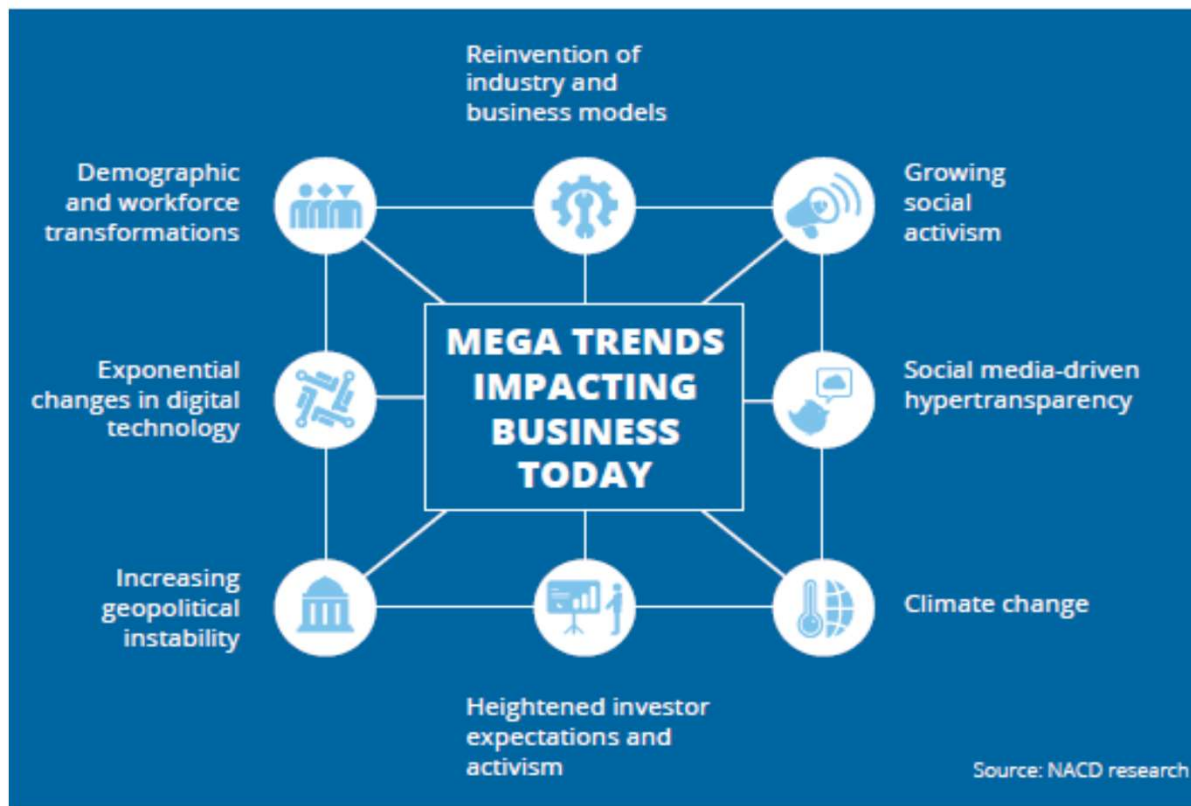 Reinvention of
industry and
business models
Demographic
and workforce
transformations
Growing
social
activism
MEGA TRENDS
IMPACTING
BUSINESS
TODAY
Exponential
changes in digital
technology
Social media-driven
hypertransparency
Increasing
geopolitical
instability
Climate change
Heightened investor
expectations and
activism
Source: NACD research